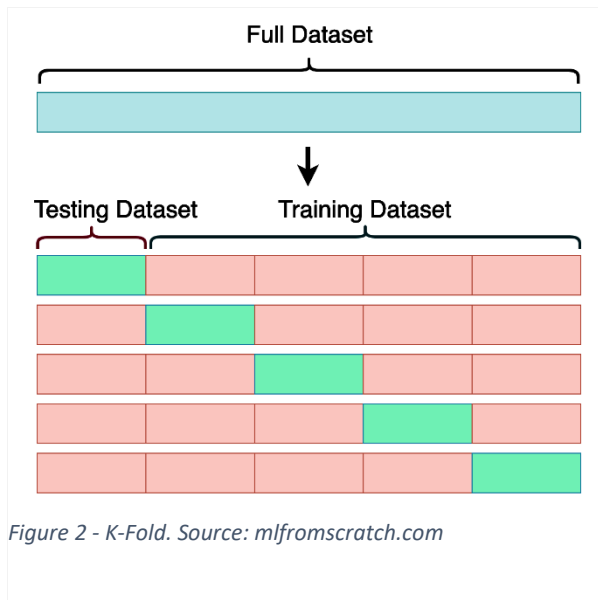 Full Dataset
Testing Dataset
Training Dataset
Figure 2 - K-Fold. Source: mlfromscratch.com